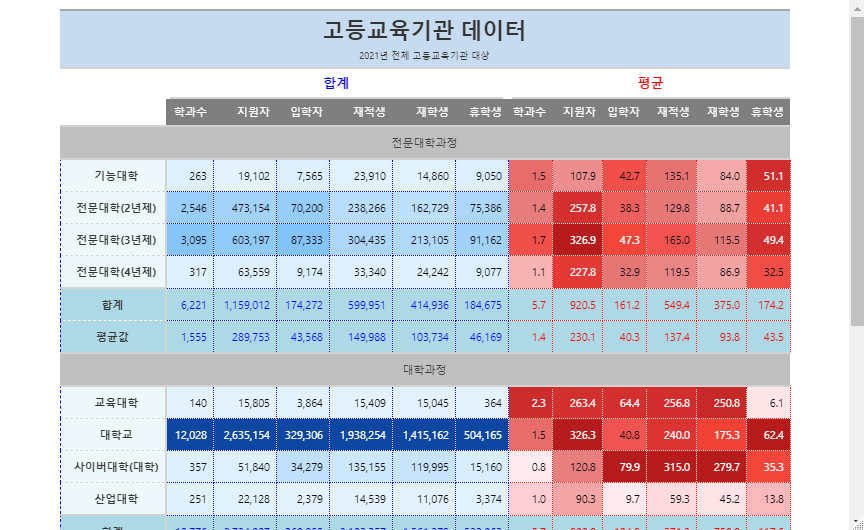 고등교육기관 데이터
2021년 전체 고등교육기관 대상
합계 평균
학과수 지원자 입학자 재적생 재학생 휴학생 학과수 지원자 입학자 재적생 재학생 휴학생
전문대학과정
기능대학 263 19,102 7,565 23,910 14,860 9,050 1.5 107.9 42.7 135.1 84.0 51.1
전문대학(2년제) 2,546 473,154 70,200 238,266 162,729 75,386 1.4 257.8 38.3 129.8 88.7 41.1
전문대학(3년제) 3,095 603,197 87,333 304,435 213,105 91,162 1.7 326.9 47.3 165.0 115.5 49.4
전문대학(4년제) 317 63,559 9,174 33,340 24,242 9,077 1.1 227.8 32.9 119.5 86.9 32.5
합계 6,221 1,159,012 174,272 599,951 414,936 184,675 5.7 920.5 161.2 549.4 375.0 174.2
평균값 1,555 289,753 43,568 149,988 103,734 46,169 1.4 230.1 40.3 137.4 93.8 43.5
대학과정
교육대학 140 15,805 3,864 15,409 15,045 364 2.3 263.4 64.4 256.8 250.8 6.1
대학교 12,028 2,635,154 329,306 1,938,254 1,415,162 504,165 1.5 326.3 40.8 240.0 175.3 62.4
사이버대학(대학) 357 51,840 34,279 135,155 119,995 15,160 0.8 120.8 79.9 315.0 279.7 35.3
산업대학 251 22,128 2,379 14,539 11,076 3,374 1.0 90.3 9.7 59.3 45.2 13.8